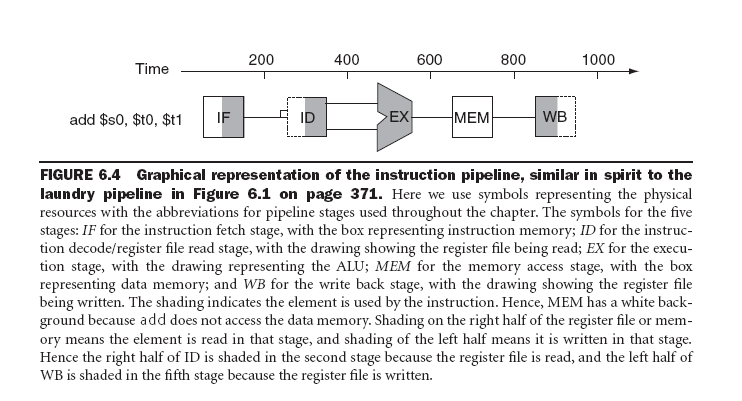 200 400 600 800 1000
Time
add $s0, $t0, $t1 IF ID EX MEM WB
FIGURE 6.4 Graphical representation of the instruction pipeline, similar in spirit to the
laundry pipeline in Figure 6.1 on page 371. Here we use symbols representing the physical
resources with the abbreviations for pipeline stages used throughout the chapter. The symbols for the five
stages: IF for the instruction fetch stage, with the box representing instruction memory; ID for the instruc-
tion decode/register file read stage, with the drawing showing the register file being read; EX for the execu-
tion stage, with the drawing representing the ALU; MEM for the memory access stage, with the box
representing data memory; and WB for the write back stage, with the drawing showing the register file
being written. The shading indicates the element is used by the instruction. Hence, MEM has a white back-
ground because add does not access the data memory. Shading on the right half of the register file or mem-
ory means the element is read in that stage, and shading of the left half means it is written in that stage.
Hence the right half of ID is shaded in the second stage because the register file is read, and the left half of
WB is shaded in the fifth stage because the register file is written.